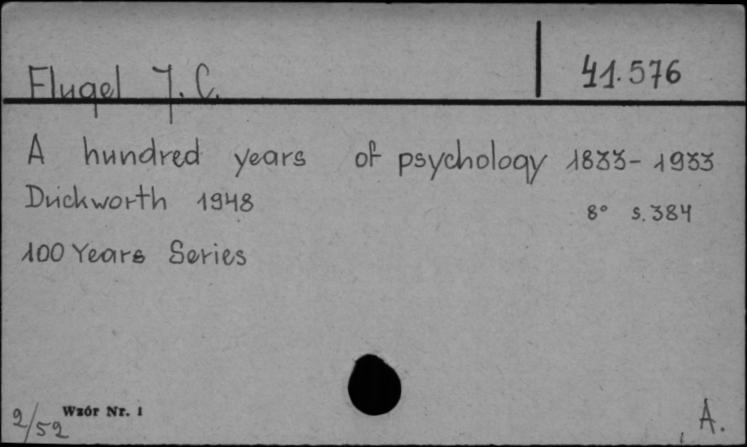 Flugel J. C. 41.576
A hundred years of psychology 1833-1933
Duckworth 1948 8° s. 384
100 Years Series
2/52 Wzór Nr. 1 A.